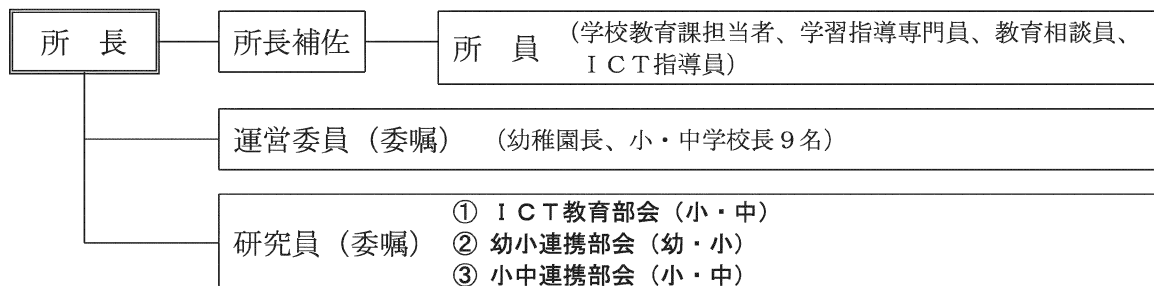 所 長
所長補佐
所 員 (学校教育課担当者、学習指導専門員、教育相談員、
ICT指導員)
運営委員(委嘱) (幼稚園長、小・中学校長9名)
研究員(委嘱)
① ICT教育部会(小・中)
② 幼小連携部会(幼・小)
③ 小中連携部会(小・中)